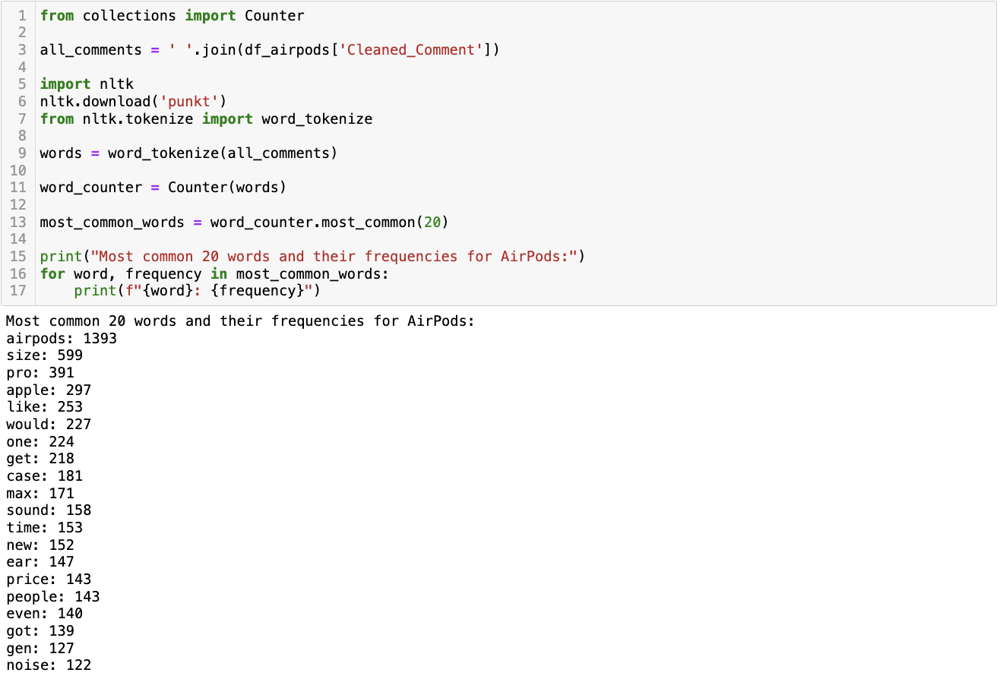 1 from collections import Counter
2
3 all_comments = ' '.join(df_airpods['Cleaned_Comment'])
4
5 import nltk
6 nltk.download('punkt')
7 from nltk.tokenize import word_tokenize
8
9 words = word_tokenize(all_comments)
10
11 word_counter = Counter(words)
12
13 most_common_words = word_counter.most_common(20)
14
15 print("Most common 20 words and their frequencies for AirPods:")
16 for word, frequency in most_common_words:
17     print(f"{word}: {frequency}")
Most common 20 words and their frequencies for AirPods:
airpods: 1393
size: 599
pro: 391
apple: 297
like: 253
would: 227
one: 224
get: 218
case: 181
max: 171
sound: 158
time: 153
new: 152
ear: 147
price: 143
people: 143
even: 140
got: 139
gen: 127
noise: 122